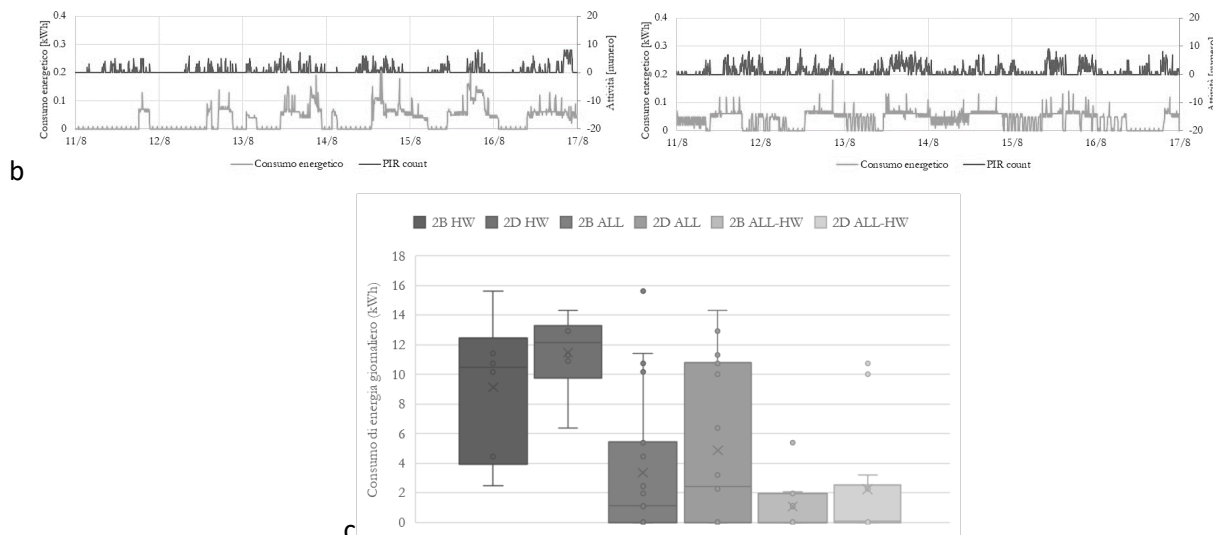 Consumo energetico [kWh]
0.4
0.3
0.2
0.1
0
20
10
0
-10
-20
Attività [numero]
11/8 12/8 13/8 14/8 15/8 16/8 17/8
Consumo energetico PIR count
Consumo energetico [kWh]
0.4
0.3
0.2
0.1
0
20
10
0
-10
-20
Attività [numero]
11/8 12/8 13/8 14/8 15/8 16/8 17/8
Consumo energetico PIR count
b
2B HW 2D HW 2B ALL 2D ALL 2B ALL-HW 2D ALL-HW
Consumo di energia giornaliero (kWh)
18
16
14
12
10
8
6
4
2
0
c